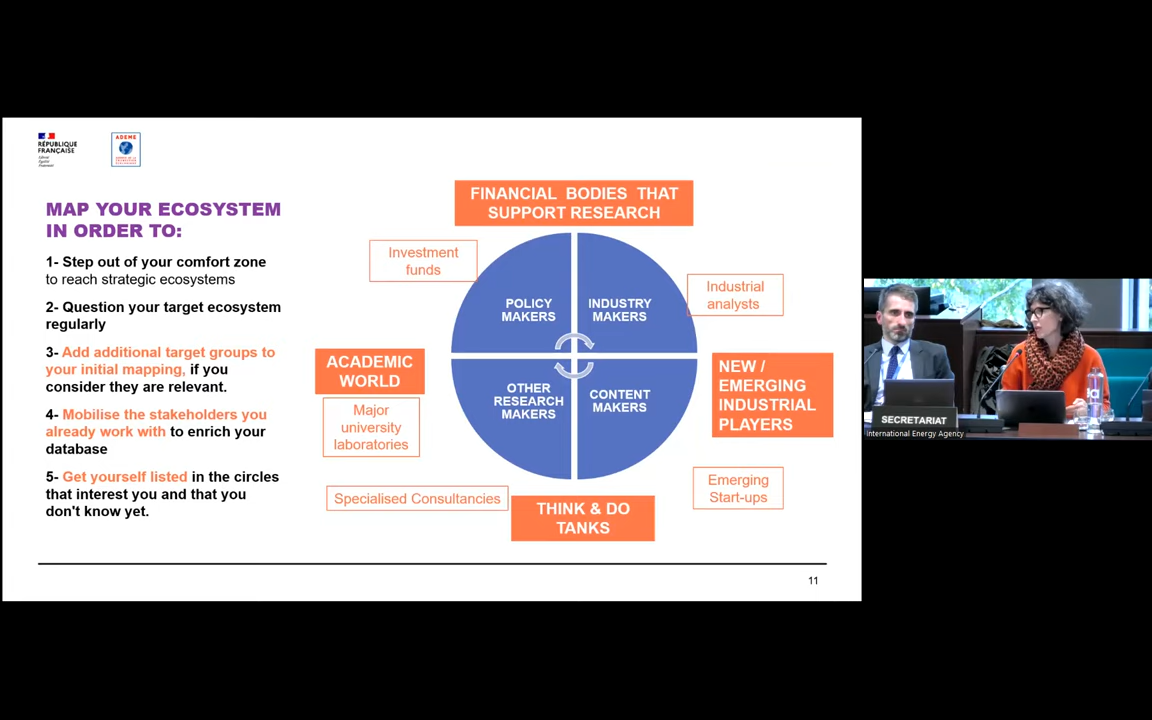 RÉPUBLIQUE
FRANÇAISE
Liberté
Égalité
Fraternité
ADEME
MAP YOUR ECOSYSTEM
IN ORDER TO:
1- Step out of your comfort zone
to reach strategic ecosystems
2- Question your target ecosystem
regularly
3- Add additional target groups to
your initial mapping, if you
consider they are relevant.
4- Mobilise the stakeholders you
already work with to enrich your
database
5- Get yourself listed in the circles
that interest you and that you
don't know yet.
FINANCIAL BODIES THAT
SUPPORT RESEARCH
Investment
funds
Industrial
analysts
POLICY
MAKERS
INDUSTRY
MAKERS
ACADEMIC
WORLD
NEW /
EMERGING
INDUSTRIAL
PLAYERS
OTHER
RESEARCH
MAKERS
CONTENT
MAKERS
Major
university
laboratories
Specialised Consultancies
Emerging
Start-ups
THINK & DO
TANKS
11
SECRETARIAT
International Energy Agency